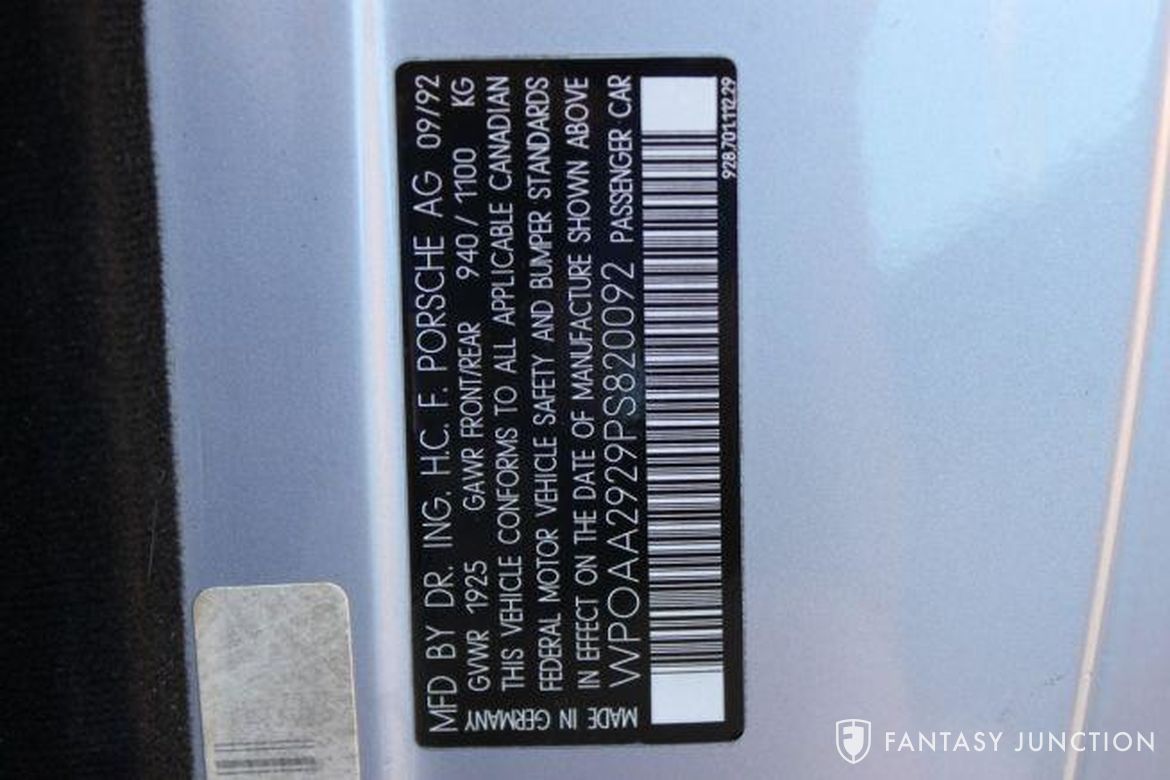 MFD BY DR. ING. H.C. F. PORSCHE AG 09/92
GVWR 1925 GAWR FRONT/REAR 940 / 1100 KG
THIS VEHICLE CONFORMS TO ALL APPLICABLE CANADIAN
FEDERAL MOTOR VEHICLE SAFETY AND BUMPER STANDARDS
IN EFFECT ON THE DATE OF MANUFACTURE SHOWN ABOVE
WP0AA2929PS820092 PASSENGER CAR
MADE IN GERMANY
928.701.112.29
FANTASY JUNCTION